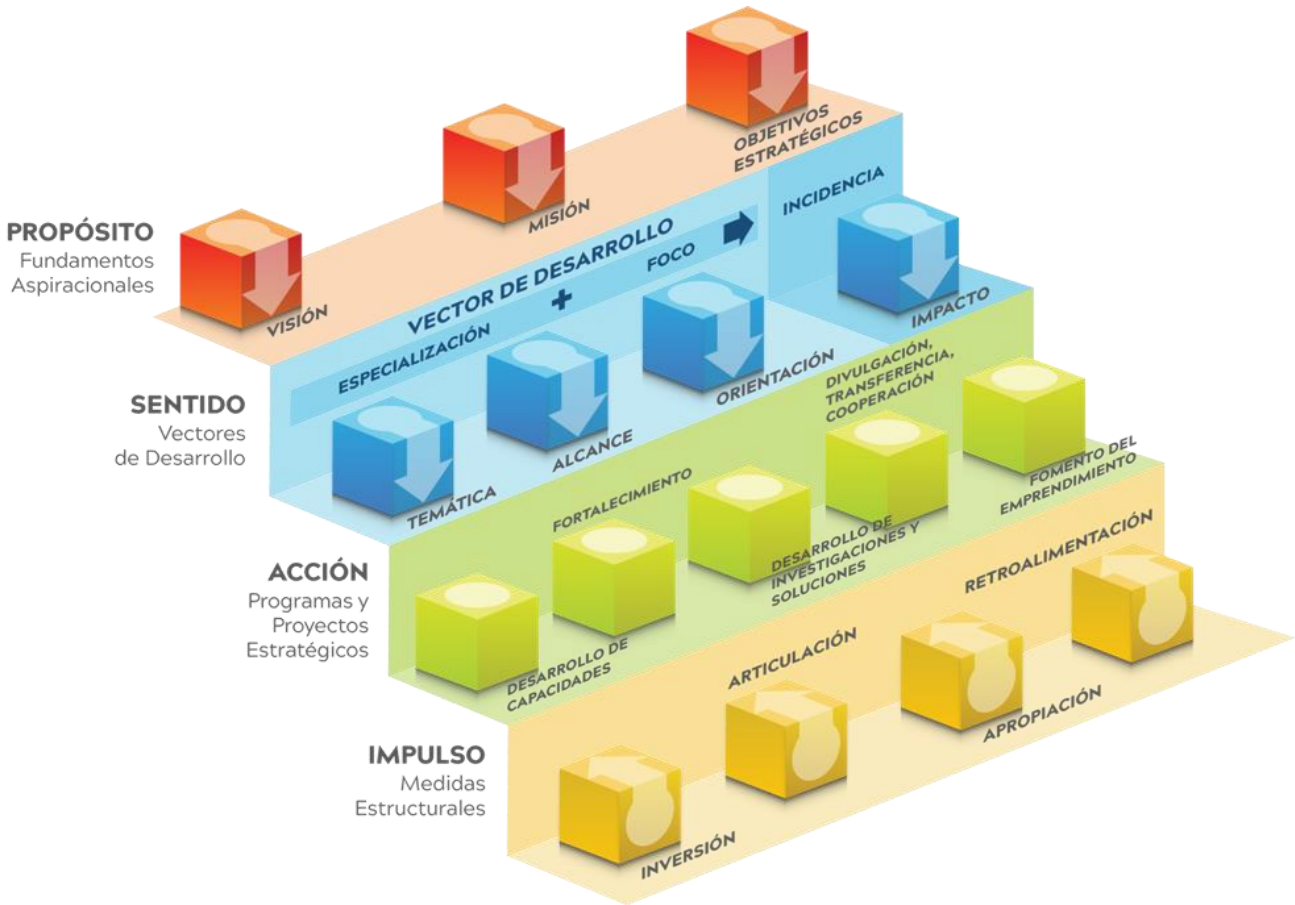 PROPÓSITO
Fundamentos
Aspiracionales
VISIÓN
MISIÓN
OBJETIVOS
ESTRATÉGICOS
SENTIDO
Vectores
de Desarrollo
VECTOR DE DESARROLLO
ESPECIALIZACIÓN
+
FOCO
INCIDENCIA
TEMÁTICA
ALCANCE
ORIENTACIÓN
IMPACTO
ACCIÓN
Programas y
Proyectos
Estratégicos
DESARROLLO DE
CAPACIDADES
FORTALECIMIENTO
DESARROLLO DE
INVESTIGACIONES Y
SOLUCIONES
DIVULGACIÓN,
TRANSFERENCIA,
COOPERACIÓN
FOMENTO DEL
EMPRENDIMIENTO
IMPULSO
Medidas
Estructurales
INVERSIÓN
ARTICULACIÓN
APROPIACIÓN
RETROALIMENTACIÓN